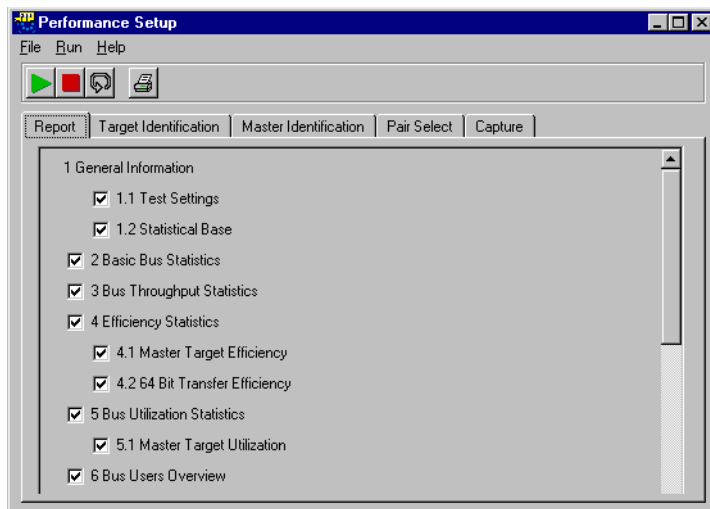 Performance Setup
File Run Help
Report Target Identification Master Identification Pair Select Capture
1 General Information
1.1 Test Settings
1.2 Statistical Base
2 Basic Bus Statistics
3 Bus Throughput Statistics
4 Efficiency Statistics
4.1 Master Target Efficiency
4.2 64 Bit Transfer Efficiency
5 Bus Utilization Statistics
5.1 Master Target Utilization
6 Bus Users Overview